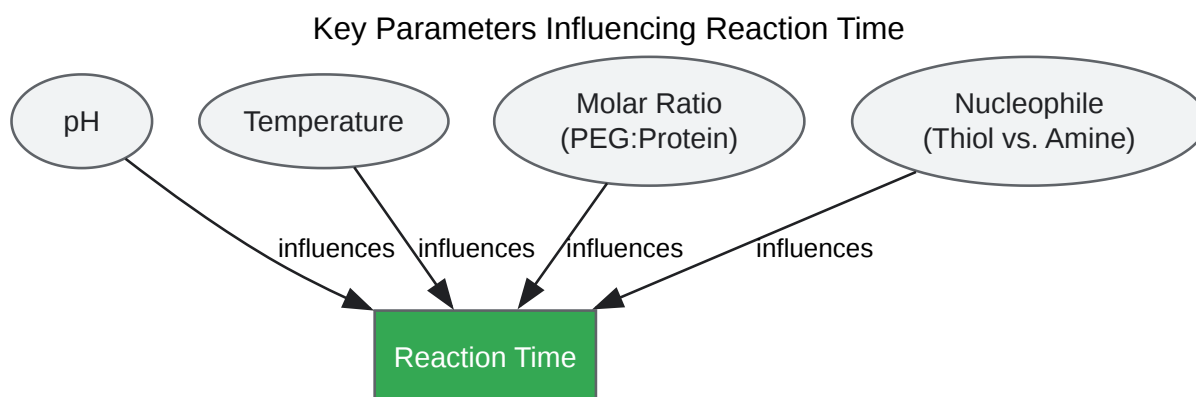 Key Parameters Influencing Reaction Time
pH
Temperature
Molar Ratio
(PEG:Protein)
Nucleophile
(Thiol vs. Amine)
influences
influences
influences
influences
Reaction Time